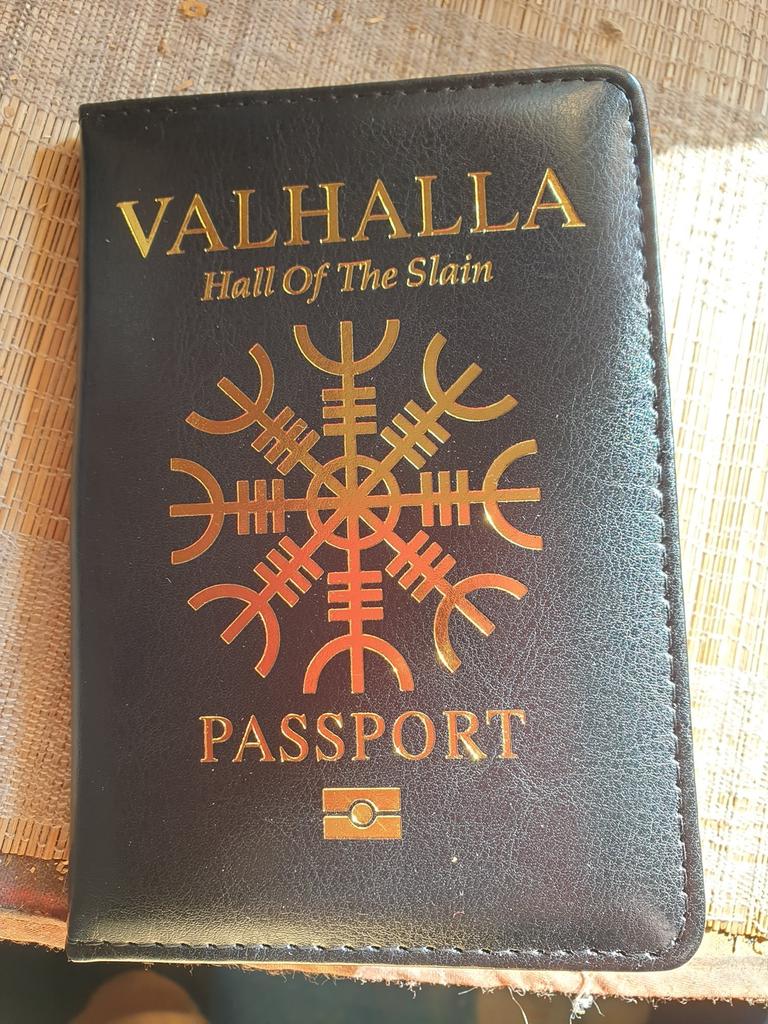 VALHALLA
Hall Of The Slain
PASSPORT